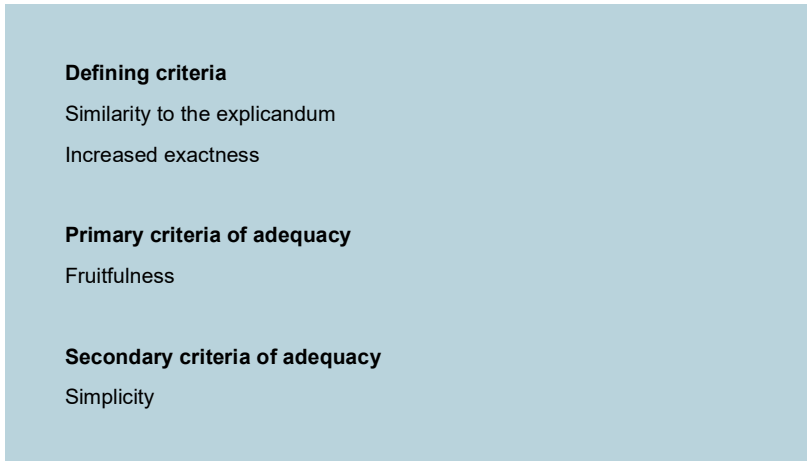 Defining criteria
Similarity to the explicandum
Increased exactness
Primary criteria of adequacy
Fruitfulness
Secondary criteria of adequacy
Simplicity